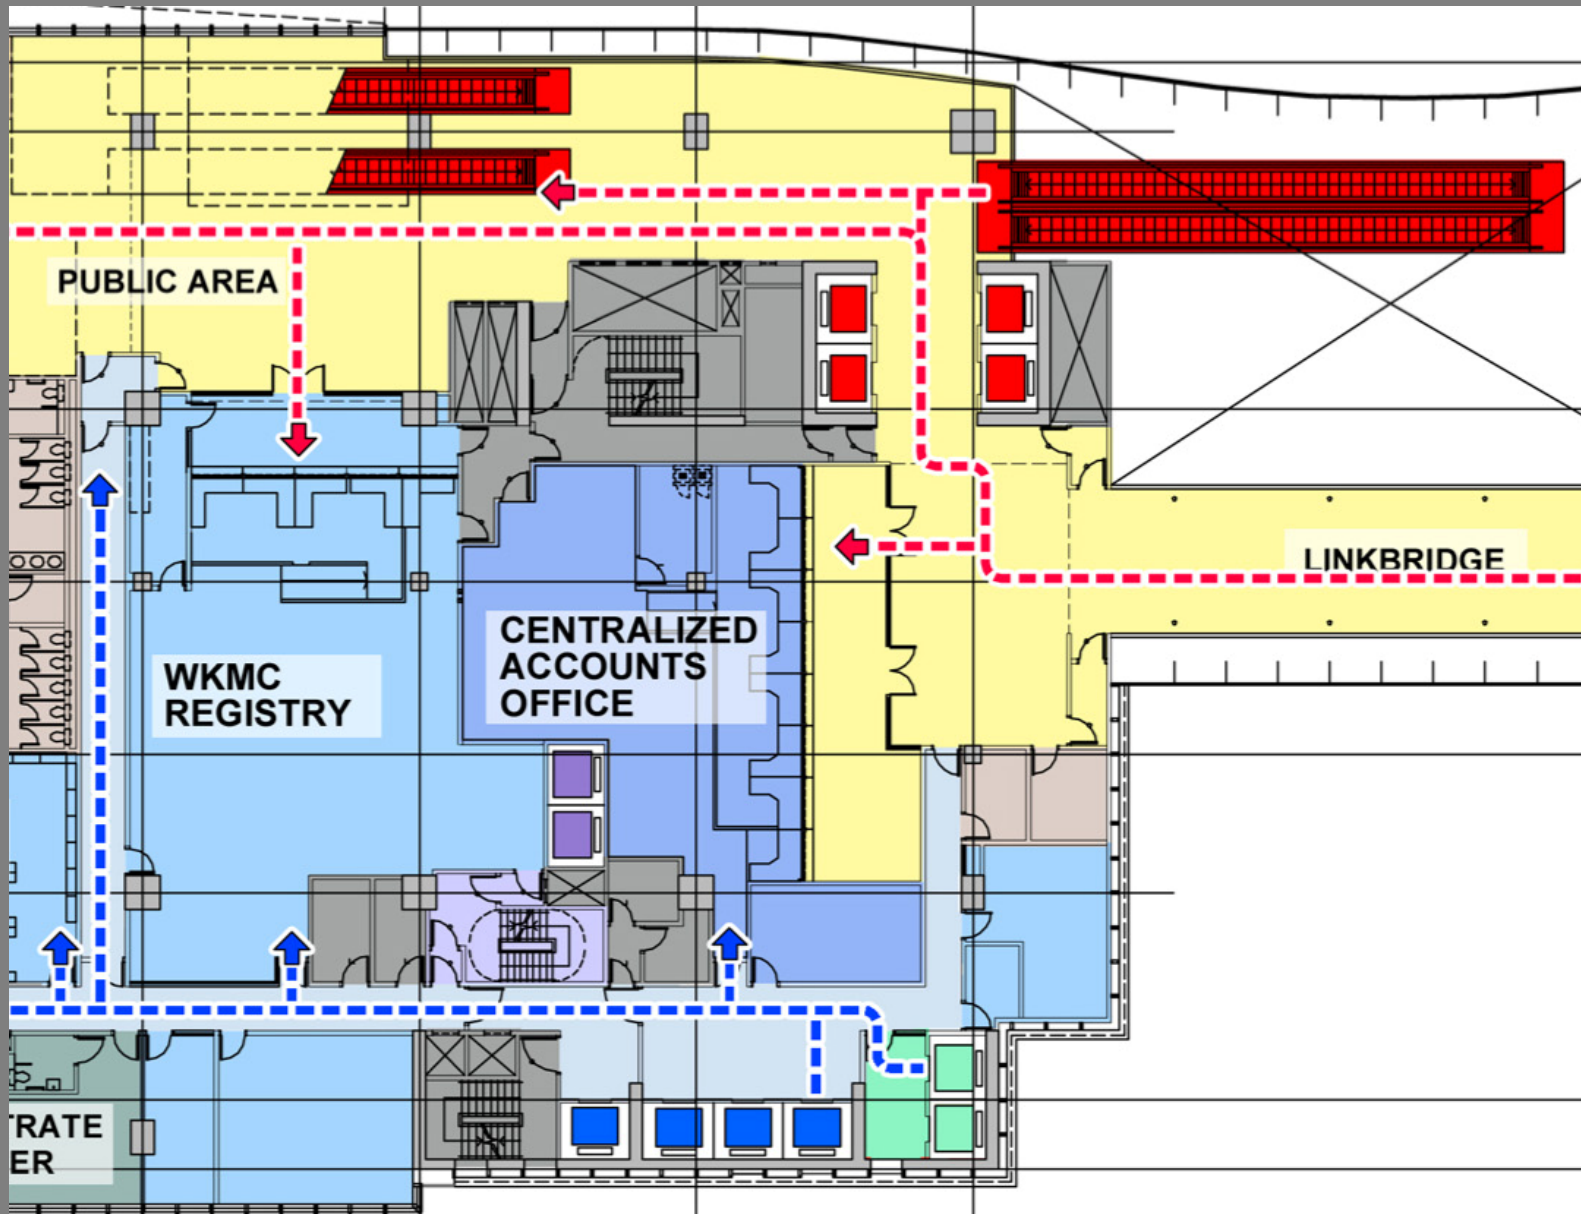 PUBLIC AREA
LINKBRIDGE
CENTRALIZED
ACCOUNTS
OFFICE
WKMC
REGISTRY
TRATE
ER